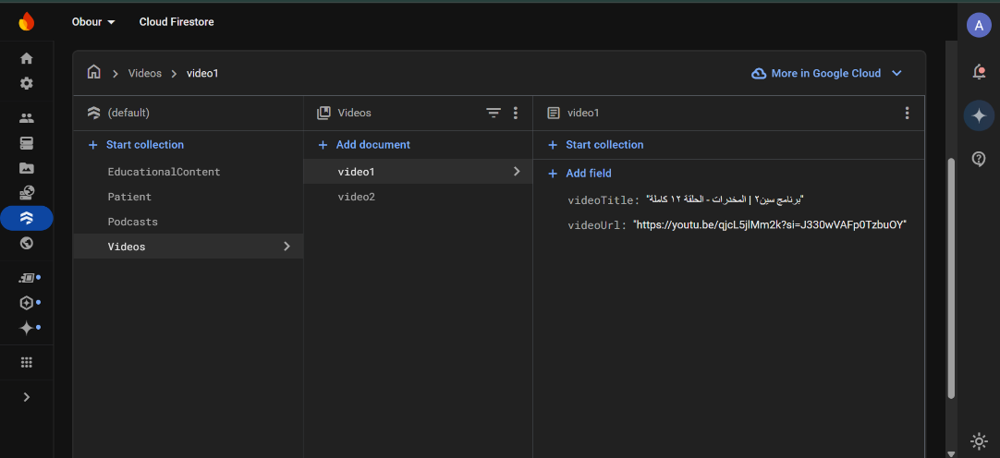 Obour
Cloud Firestore
Videos
video1
More in Google Cloud
(default)
Videos
video1
Start collection
Add document
Start collection
EducationalContent
video1
Add field
Patient
video2
videoTitle: "برنامج سين٢ | المخدرات - الحلقة ١٢ كاملة"
Podcasts
videoUrl: "https://youtu.be/qjcL5jlMm2k?si=J330wVAFp0TzbuOY"
Videos
A